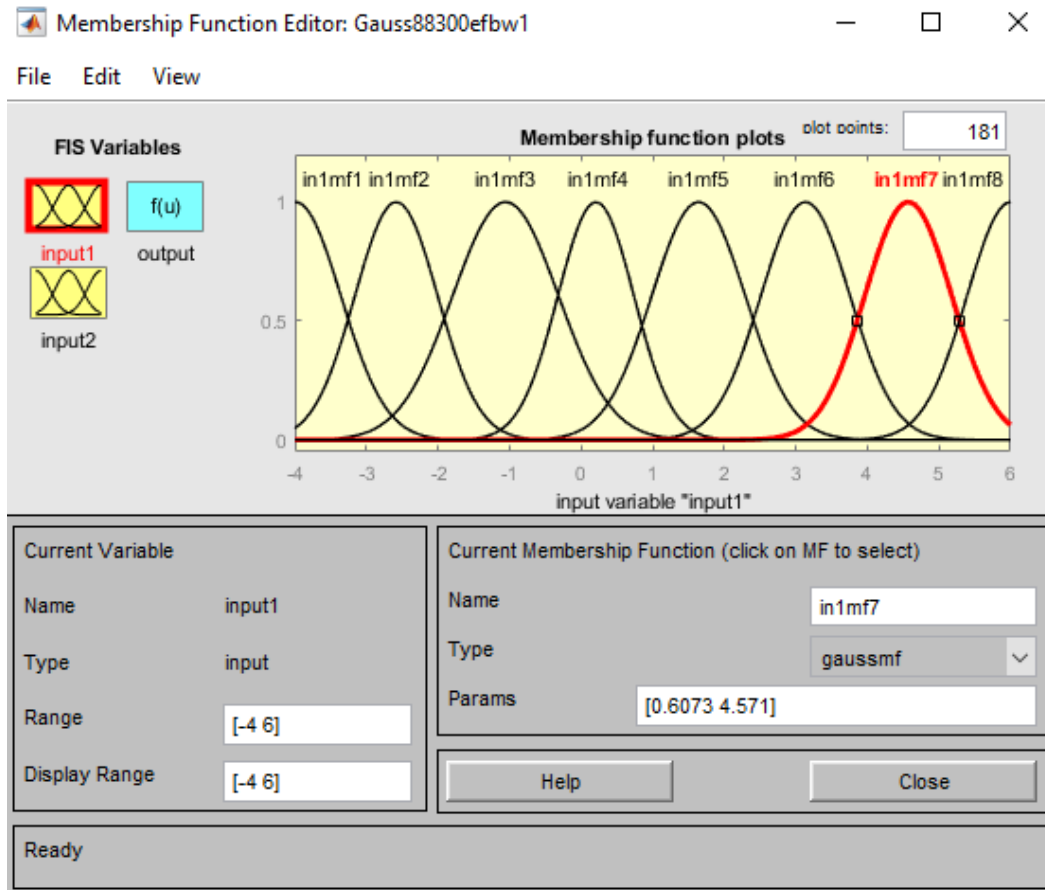 Membership Function Editor: Gauss88300efbw1
File Edit View
FIS Variables
f(u)
input1
output
input2
Membership function plots
plot points:
181
in1mf1 in1mf2 in1mf3 in1mf4 in1mf5 in1mf6 in1mf7 in1mf8
1
0.5
0
-4 -3 -2 -1 0 1 2 3 4 5 6
input variable "input1"
Current Variable
Name input1
Type input
Range [-4 6]
Display Range [-4 6]
Current Membership Function (click on MF to select)
Name in1mf7
Type gaussmf
Params [0.6073 4.571]
Help Close
Ready